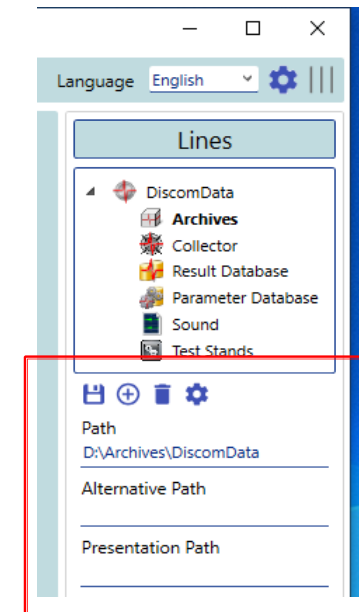 Language English
Lines
DiscomData
Archives
Collector
Result Database
Parameter Database
Sound
Test Stands
Path
D:\Archives\DiscomData
Alternative Path
Presentation Path